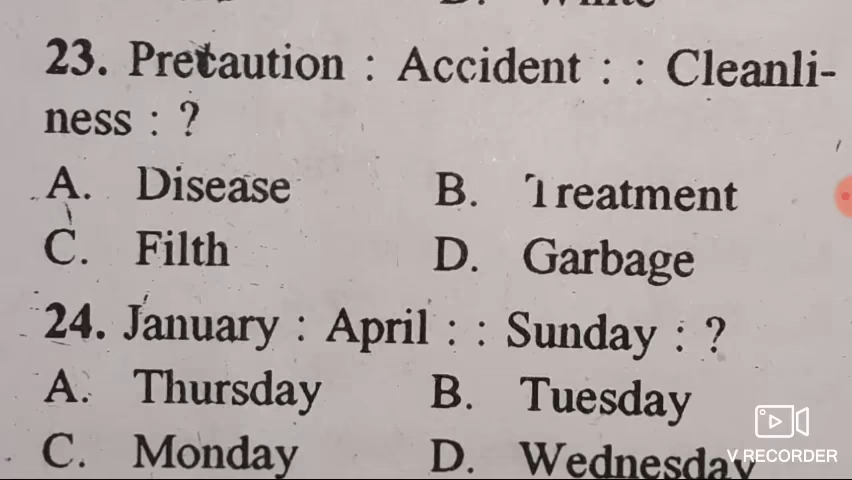 23. Precaution : Accident : : Cleanli-
ness : ?
A. Disease B. Treatment
C. Filth D. Garbage
24. January : April : : Sunday : ?
A. Thursday B. Tuesday
C. Monday D. Wednesday
V RECORDER